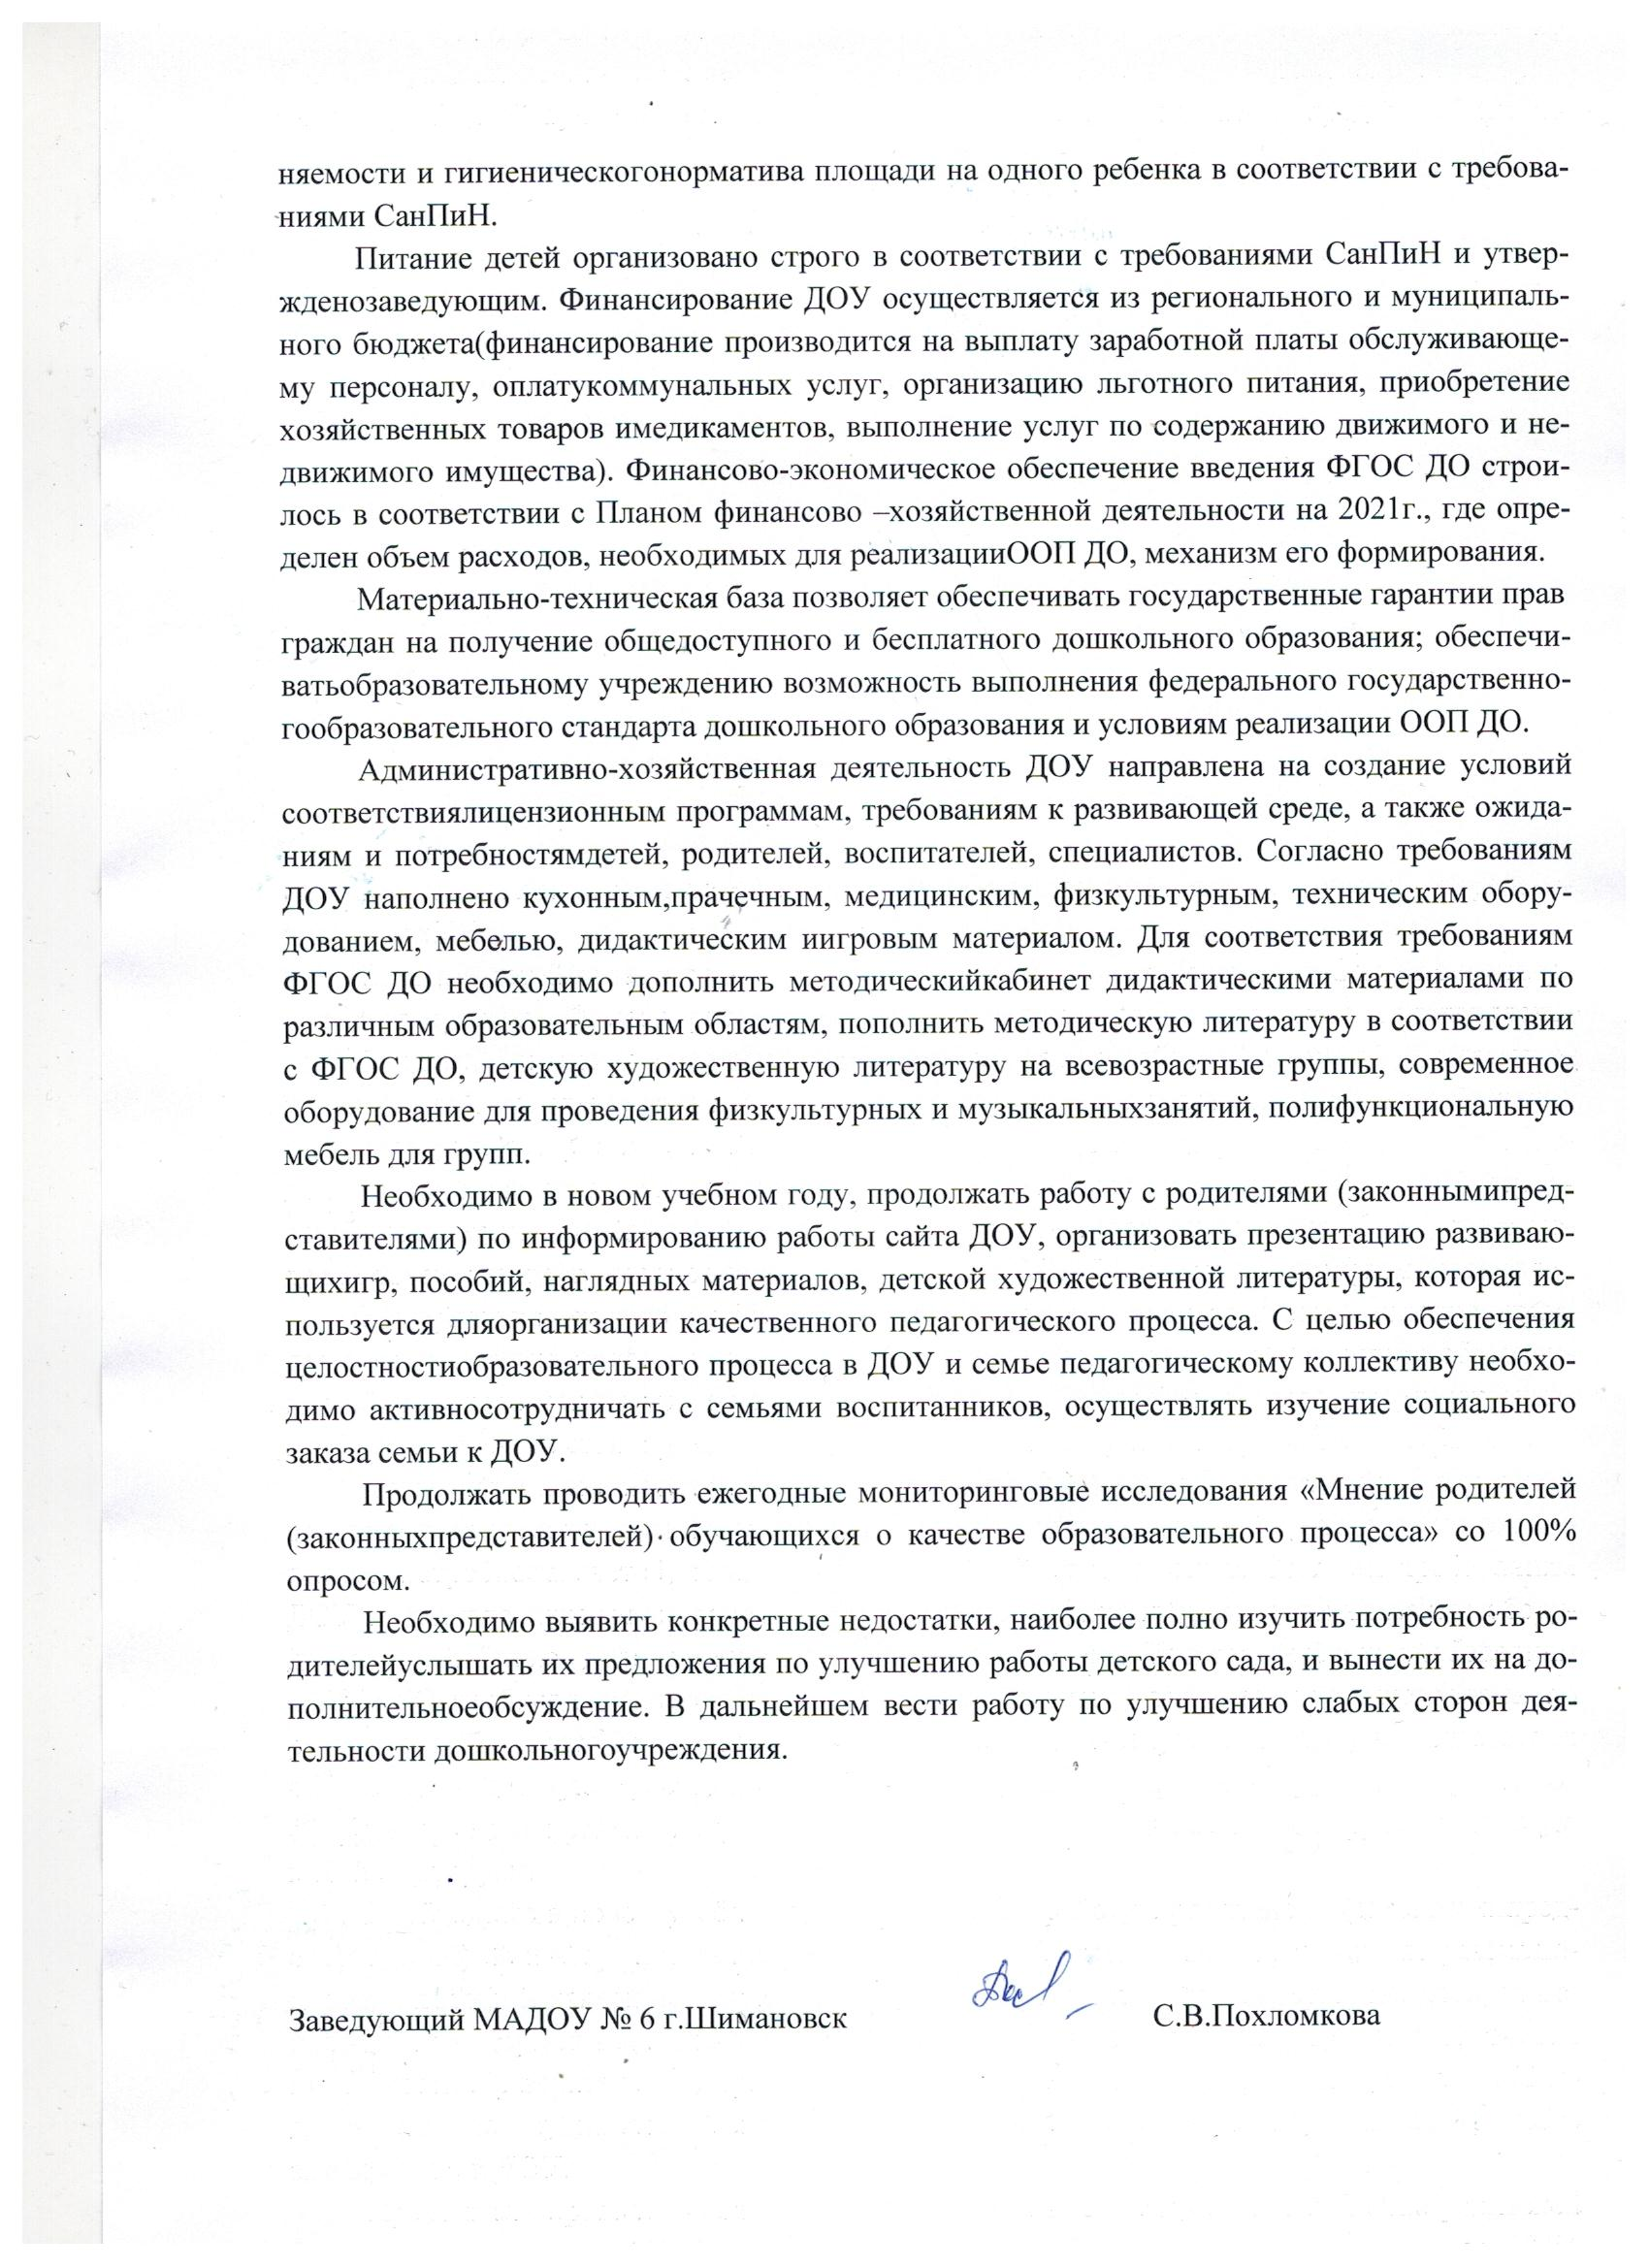 няемости и гигиеническогонорматива площади на одного ребенка в соответствии с требова-
ниями СанПиН.
Питание детей организовано строго в соответствии с требованиями СанПиН и утвер-
жденозаведующим. Финансирование ДОУ осуществляется из регионального и муниципаль-
ного бюджета(финансирование производится на выплату заработной платы обслуживающе-
му персоналу, оплатукоммунальных услуг, организацию льготного питания, приобретение
хозяйственных товаров имедикаментов, выполнение услуг по содержанию движимого и не-
движимого имущества). Финансово-экономическое обеспечение введения ФГОС ДО строи-
лось в соответствии с Планом финансово –хозяйственной деятельности на 2021г., где опре-
делен объем расходов, необходимых для реализацииООП ДО, механизм его формирования.
Материально-техническая база позволяет обеспечивать государственные гарантии прав
граждан на получение общедоступного и бесплатного дошкольного образования; обеспечи-
ватьобразовательному учреждению возможность выполнения федерального государственно-
гообразовательного стандарта дошкольного образования и условиям реализации ООП ДО.
Административно-хозяйственная деятельность ДОУ направлена на создание условий
соответствиялицензионным программам, требованиям к развивающей среде, а также ожида-
ниям и потребностямдетей, родителей, воспитателей, специалистов. Согласно требованиям
ДОУ наполнено кухонным,прачечным, медицинским, физкультурным, техническим обору-
дованием, мебелью, дидактическим иигровым материалом. Для соответствия требованиям
ФГОС ДО необходимо дополнить методическийкабинет дидактическими материалами по
различным образовательным областям, пополнить методическую литературу в соответствии
с ФГОС ДО, детскую художественную литературу на всевозрастные группы, современное
оборудование для проведения физкультурных и музыкальныхзанятий, полифункциональную
мебель для групп.
Необходимо в новом учебном году, продолжать работу с родителями (законнымипред-
ставителями) по информированию работы сайта ДОУ, организовать презентацию развиваю-
щихигр, пособий, наглядных материалов, детской художественной литературы, которая ис-
пользуется дляорганизации качественного педагогического процесса. С целью обеспечения
целостностиобразовательного процесса в ДОУ и семье педагогическому коллективу необхо-
димо активносотрудничать с семьями воспитанников, осуществлять изучение социального
заказа семьи к ДОУ.
Продолжать проводить ежегодные мониторинговые исследования «Мнение родителей
(законныхпредставителей) обучающихся о качестве образовательного процесса» со 100%
опросом.
Необходимо выявить конкретные недостатки, наиболее полно изучить потребность ро-
дителейуслышать их предложения по улучшению работы детского сада, и вынести их на до-
полнительноеобсуждение. В дальнейшем вести работу по улучшению слабых сторон дея-
тельности дошкольногоучреждения.
Заведующий МАДОУ № 6 г.Шимановск С.В.Похломкова